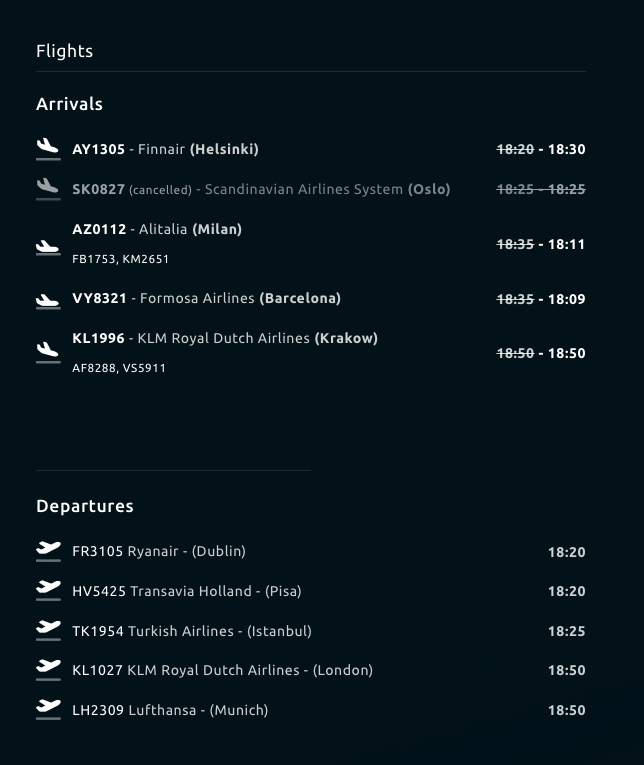 Flights
Arrivals
AY1305 - Finnair (Helsinki) 18:20 - 18:30
SK0827 (cancelled) - Scandinavian Airlines System (Oslo) 18:25 - 18:25
AZ0112 - Alitalia (Milan) 18:35 - 18:11
FB1753, KM2651
VY8321 - Formosa Airlines (Barcelona) 18:35 - 18:09
KL1996 - KLM Royal Dutch Airlines (Krakow) 18:50 - 18:50
AF8288, VS5911
Departures
FR3105 Ryanair - (Dublin) 18:20
HV5425 Transavia Holland - (Pisa) 18:20
TK1954 Turkish Airlines - (Istanbul) 18:25
KL1027 KLM Royal Dutch Airlines - (London) 18:50
LH2309 Lufthansa - (Munich) 18:50